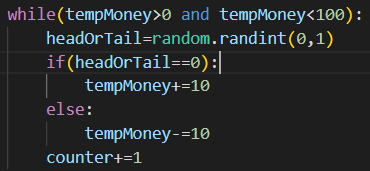 while(tempMoney>0 and tempMoney<100):
    headOrTail=random.randint(0,1)
    if(headOrTail==0):
        tempMoney+=10
    else:
        tempMoney-=10
    counter+=1